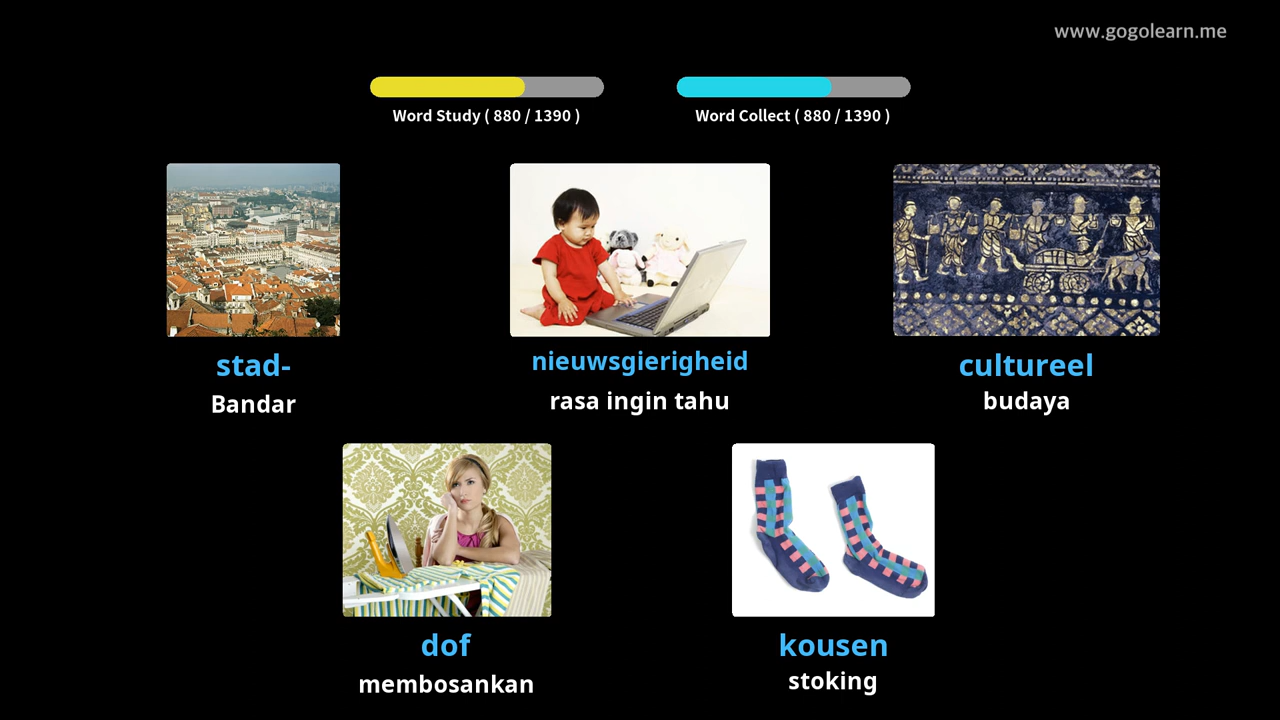 www.gogolearn.me
Word Study ( 880 / 1390 )
Word Collect ( 880 / 1390 )
stad-
Bandar
nieuwsgierigheid
rasa ingin tahu
cultureel
budaya
dof
membosankan
kousen
stoking